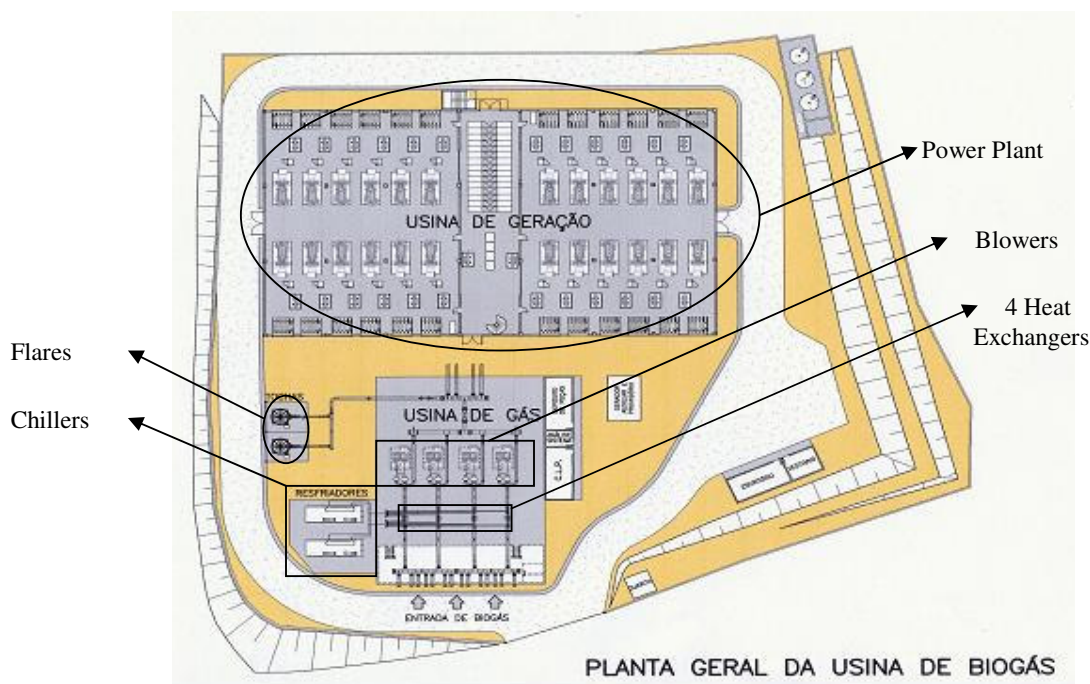 Power Plant
USINA DE GERAÇÃO
Blowers
4 Heat
Exchangers
Flares
USINA DE GÁS
Chillers
C.L.P.
RESFRIADORES
ENTRADA DE BIOGÁS
PLANTA GERAL DA USINA DE BIOGÁS